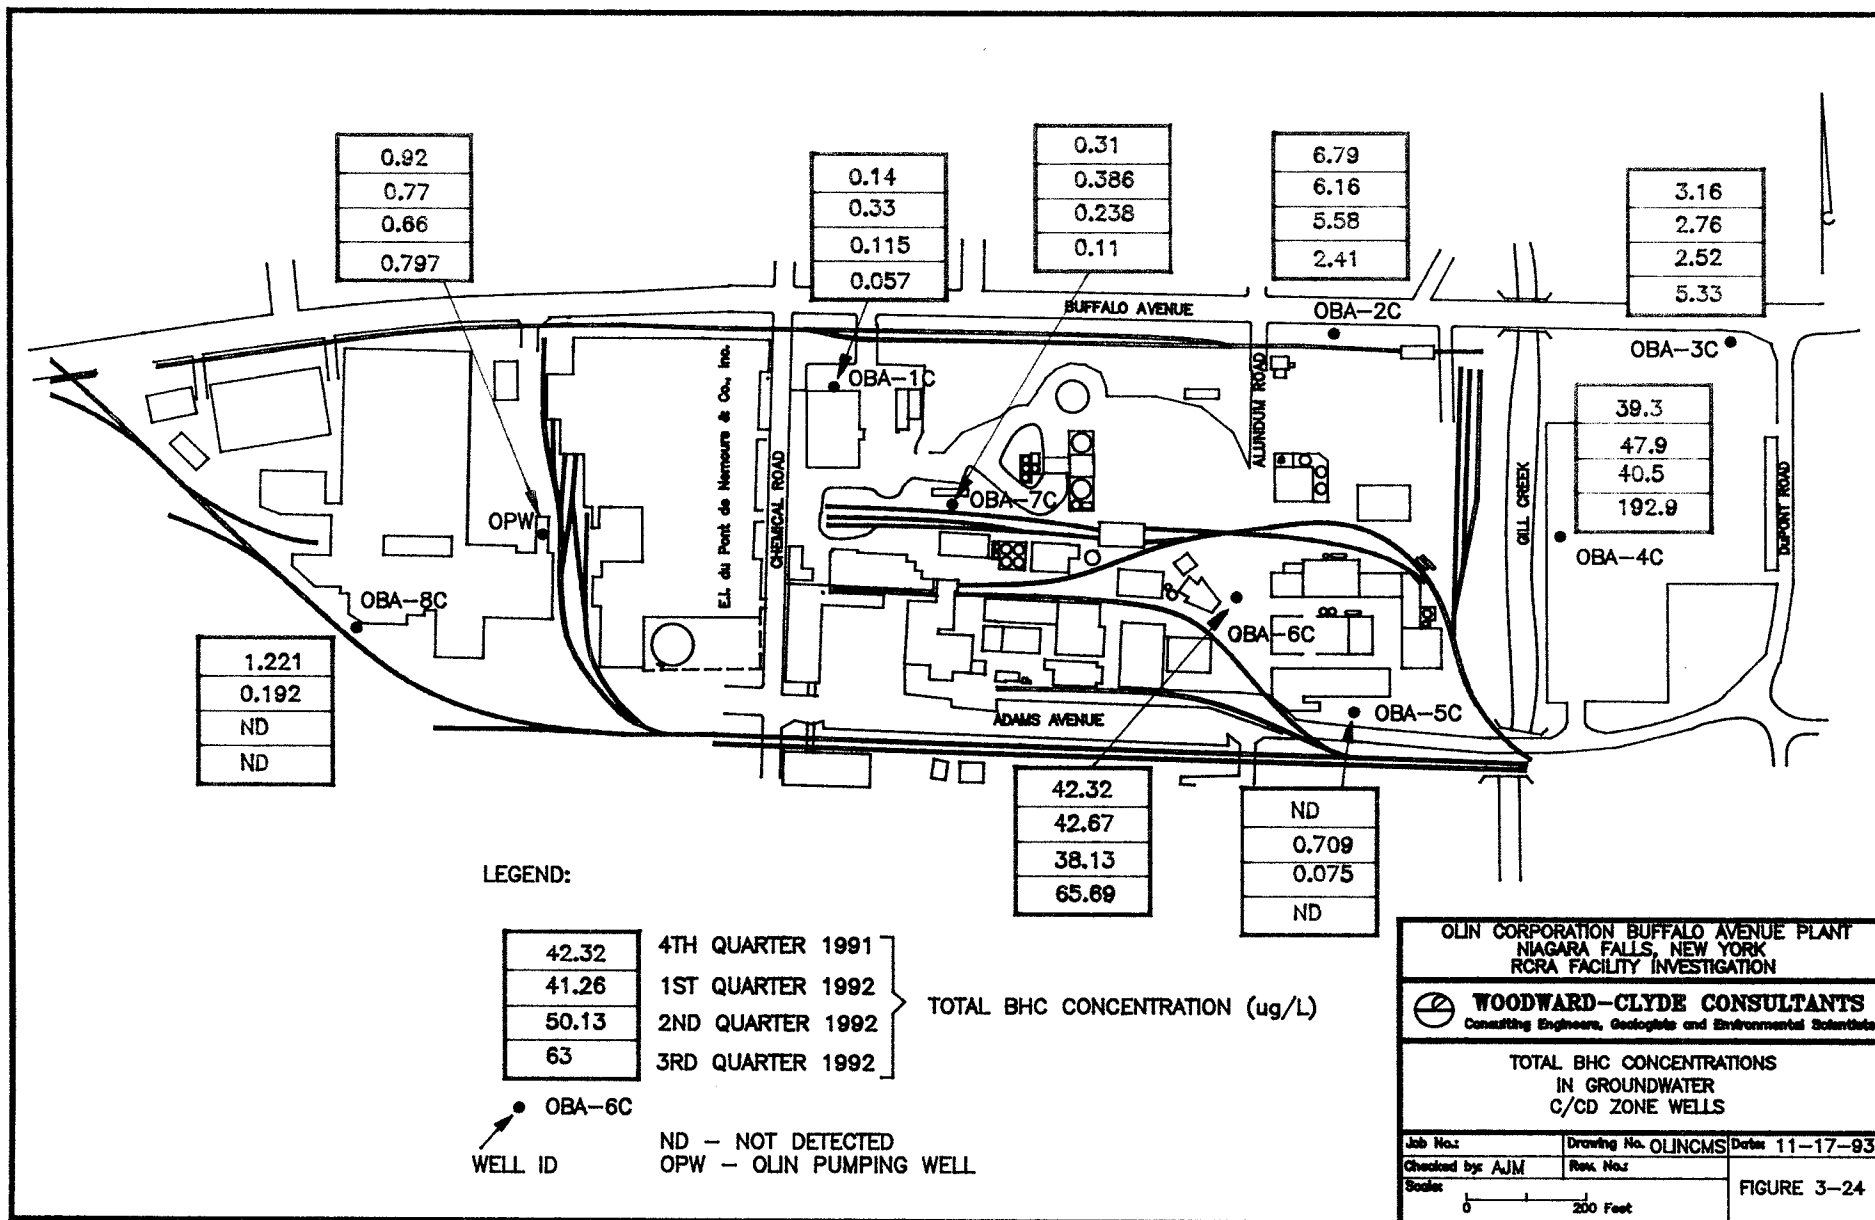 0.92
0.77
0.66
0.797
0.14
0.33
0.115
0.057
0.31
0.386
0.238
0.11
6.79
6.16
5.58
2.41
3.16
2.76
2.52
5.33
BUFFALO AVENUE
OBA-2C
OBA-3C
OBA-1C
39.3
47.9
40.5
192.9
E.I. du Pont de Nemours & Co., Inc.
CHEMICAL ROAD
ALUNDUM ROAD
GILL CREEK
DuPONT ROAD
OPW
OBA-7C
OBA-4C
OBA-8C
OBA-6C
1.221
0.192
ND
ND
ADAMS AVENUE
OBA-5C
42.32
42.67
38.13
65.69
ND
0.709
0.075
ND
LEGEND:
42.32 4TH QUARTER 1991
41.26 1ST QUARTER 1992
50.13 2ND QUARTER 1992
63 3RD QUARTER 1992
TOTAL BHC CONCENTRATION (ug/L)
OBA-6C
WELL ID
ND - NOT DETECTED
OPW - OLIN PUMPING WELL
OLIN CORPORATION BUFFALO AVENUE PLANT
NIAGARA FALLS, NEW YORK
RCRA FACILITY INVESTIGATION
WOODWARD-CLYDE CONSULTANTS
Consulting Engineers, Geologists and Environmental Scientists
TOTAL BHC CONCENTRATIONS
IN GROUNDWATER
C/CD ZONE WELLS
Job No.: Drawing No. OLINCMS Date: 11-17-93
Checked by: AJM Rev. No.:
Scale: 0 200 Feet
FIGURE 3-24